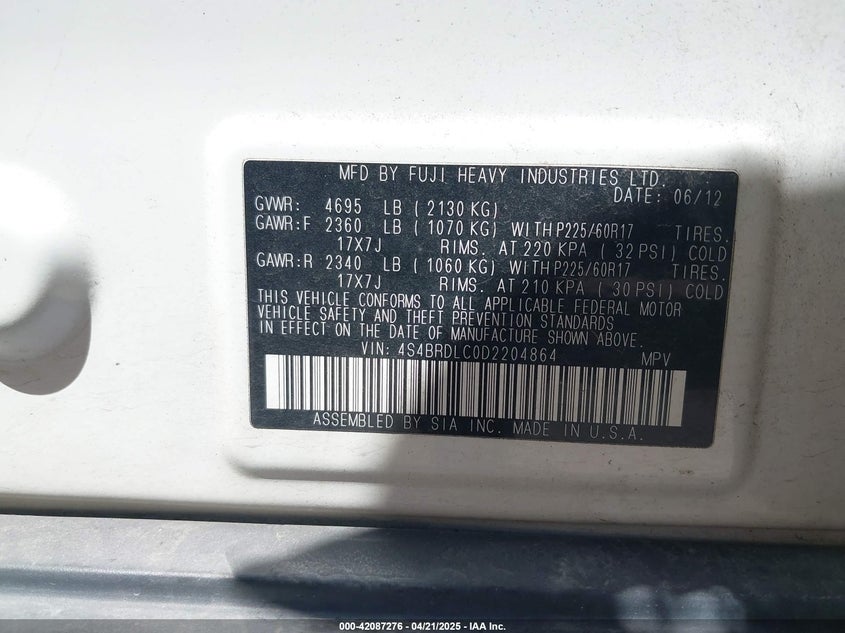 MFD BY FUJI HEAVY INDUSTRIES LTD.
DATE: 06/12
GVWR: 4695 LB ( 2130 KG)
GAWR:F 2360 LB ( 1070 KG) WITH P225/60R17 TIRES.
17X7J RIMS. AT 220 KPA ( 32 PSI) COLD
GAWR:R 2340 LB ( 1060 KG) WITH P225/60R17 TIRES.
17X7J RIMS. AT 210 KPA ( 30 PSI) COLD
THIS VEHICLE CONFORMS TO ALL APPLICABLE FEDERAL MOTOR
VEHICLE SAFETY AND THEFT PREVENTION STANDARDS
IN EFFECT ON THE DATE OF MANUFACTURE SHOWN ABOVE.
VIN: 4S4BRDLC0D2204864 MPV
ASSEMBLED BY SIA INC. MADE IN U.S.A.
000-42087276 - 04/21/2025 - IAA Inc.